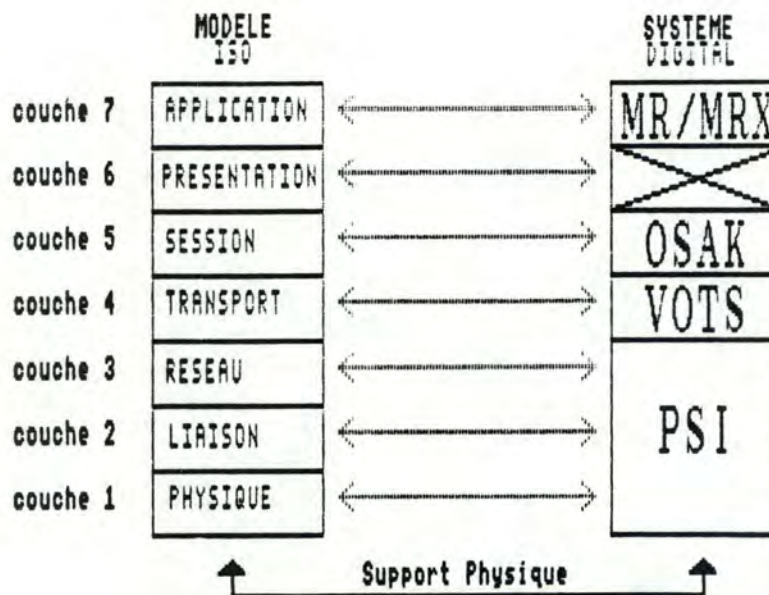 MODELE
ISO
SYSTEME
DIGITAL
couche 7 APPLICATION MR/MRX
couche 6 PRESENTATION
couche 5 SESSION OSAK
couche 4 TRANSPORT VOTS
couche 3 RESEAU
couche 2 LIAISON PSI
couche 1 PHYSIQUE
Support Physique